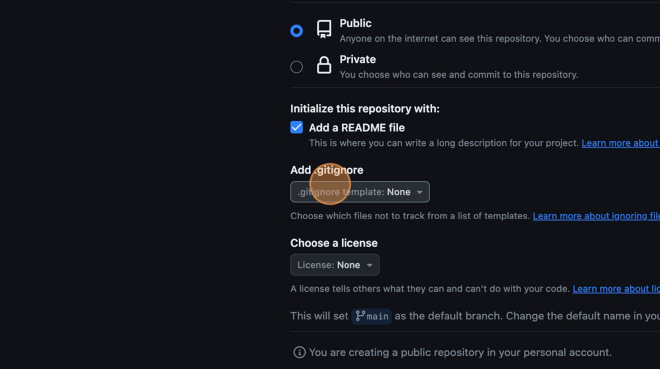 Public
Anyone on the internet can see this repository. You choose who can
Private
You choose who can see and commit to this repository.
Initialize this repository with:
Add a README file
This is where you can write a long description for your project. Learn more about
Add .gitignore
.gitignore template: None
Choose which files not to track from a list of templates. Learn more about ignoring
Choose a license
License: None
A license tells others what they can and can't do with your code. Learn more about
This will set main as the default branch. Change the default name in
You are creating a public repository in your personal account.